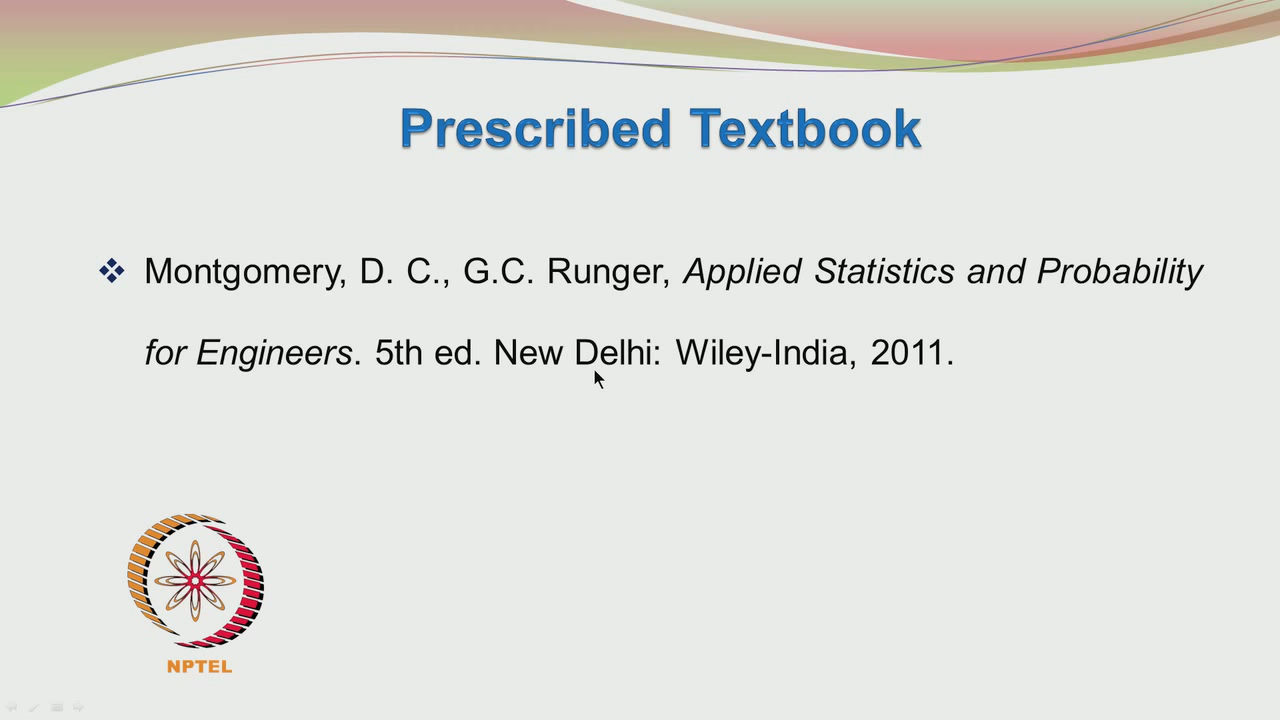 Prescribed Textbook
Montgomery, D. C., G.C. Runger, Applied Statistics and Probability
for Engineers. 5th ed. New Delhi: Wiley-India, 2011.
NPTEL